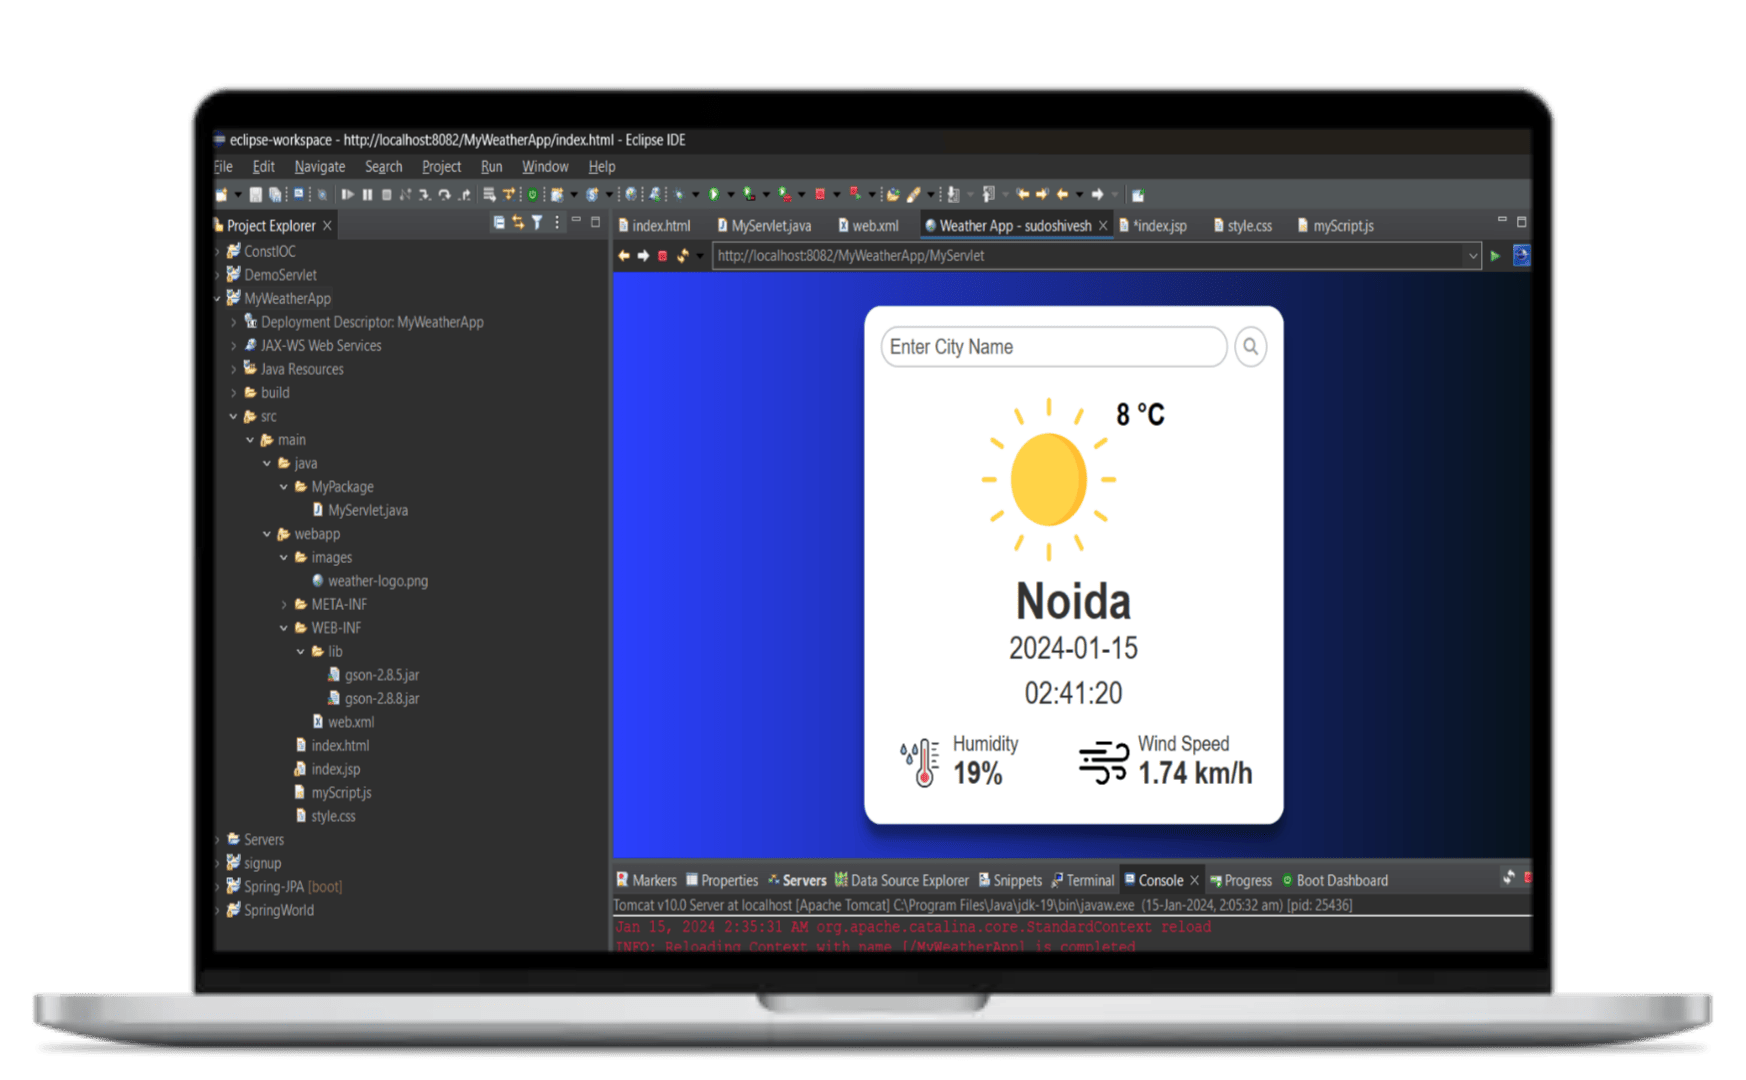 eclipse-workspace - http://localhost:8082/MyWeatherApp/index.html - Eclipse IDE
File Edit Navigate Search Project Run Window Help
Project Explorer
ConstIOC
DemoServlet
MyWeatherApp
Deployment Descriptor: MyWeatherApp
JAX-WS Web Services
Java Resources
build
src
main
java
MyPackage
MyServlet.java
webapp
images
weather-logo.png
META-INF
WEB-INF
lib
gson-2.8.5.jar
gson-2.8.8.jar
web.xml
index.html
index.jsp
myScript.js
style.css
Servers
signup
Spring-JPA [boot]
SpringWorld
index.html MyServlet.java web.xml Weather App - sudoshivesh *index.jsp style.css myScript.js
http://localhost:8082/MyWeatherApp/MyServlet
Enter City Name
8 °C
Noida
2024-01-15
02:41:20
Humidity
19%
Wind Speed
1.74 km/h
Markers Properties Servers Data Source Explorer Snippets Terminal Console Progress Boot Dashboard
Tomcat v10.0 Server at localhost [Apache Tomcat] C:\Program Files\Java\jdk-19\bin\javaw.exe (15-Jan-2024, 2:05:32 am) [pid: 25436]
Jan 15, 2024 2:35:31 AM org.apache.catalina.core.StandardContext reload
INFO: Reloading Context with name [/MyWeatherApp] is completed